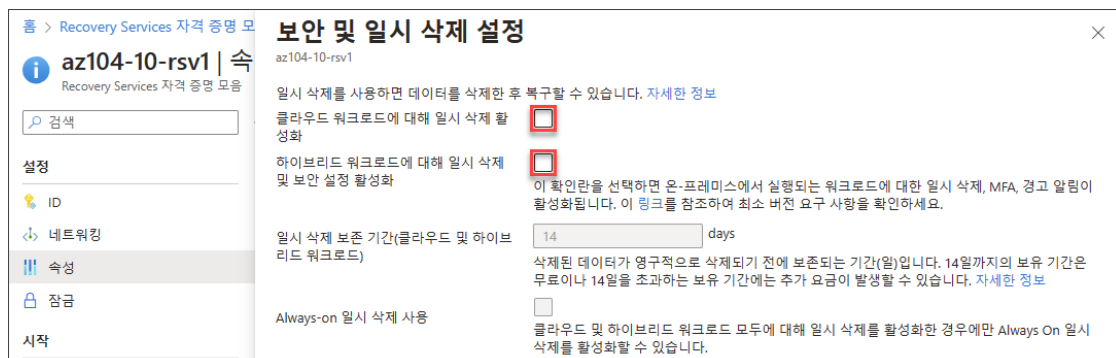 홈 > Recovery Services 자격 증명 모
az104-10-rsv1 | 속
Recovery Services 자격 증명 모음
검색
설정
ID
네트워킹
속성
잠금
시작
보안 및 일시 삭제 설정
az104-10-rsv1
일시 삭제를 사용하면 데이터를 삭제한 후 복구할 수 있습니다. 자세한 정보
클라우드 워크로드에 대해 일시 삭제 활
성화
하이브리드 워크로드에 대해 일시 삭제
및 보안 설정 활성화
이 확인란을 선택하면 온-프레미스에서 실행되는 워크로드에 대한 일시 삭제, MFA, 경고 알림이
활성화됩니다. 이 링크를 참조하여 최소 버전 요구 사항을 확인하세요.
일시 삭제 보존 기간(클라우드 및 하이브
리드 워크로드)
14 days
삭제된 데이터가 영구적으로 삭제되기 전에 보존되는 기간(일)입니다. 14일까지의 보유 기간은
무료이나 14일을 초과하는 보유 기간에는 추가 요금이 발생할 수 있습니다. 자세한 정보
Always-on 일시 삭제 사용
클라우드 및 하이브리드 워크로드 모두에 대해 일시 삭제를 활성화한 경우에만 Always On 일시
삭제를 활성화할 수 있습니다.